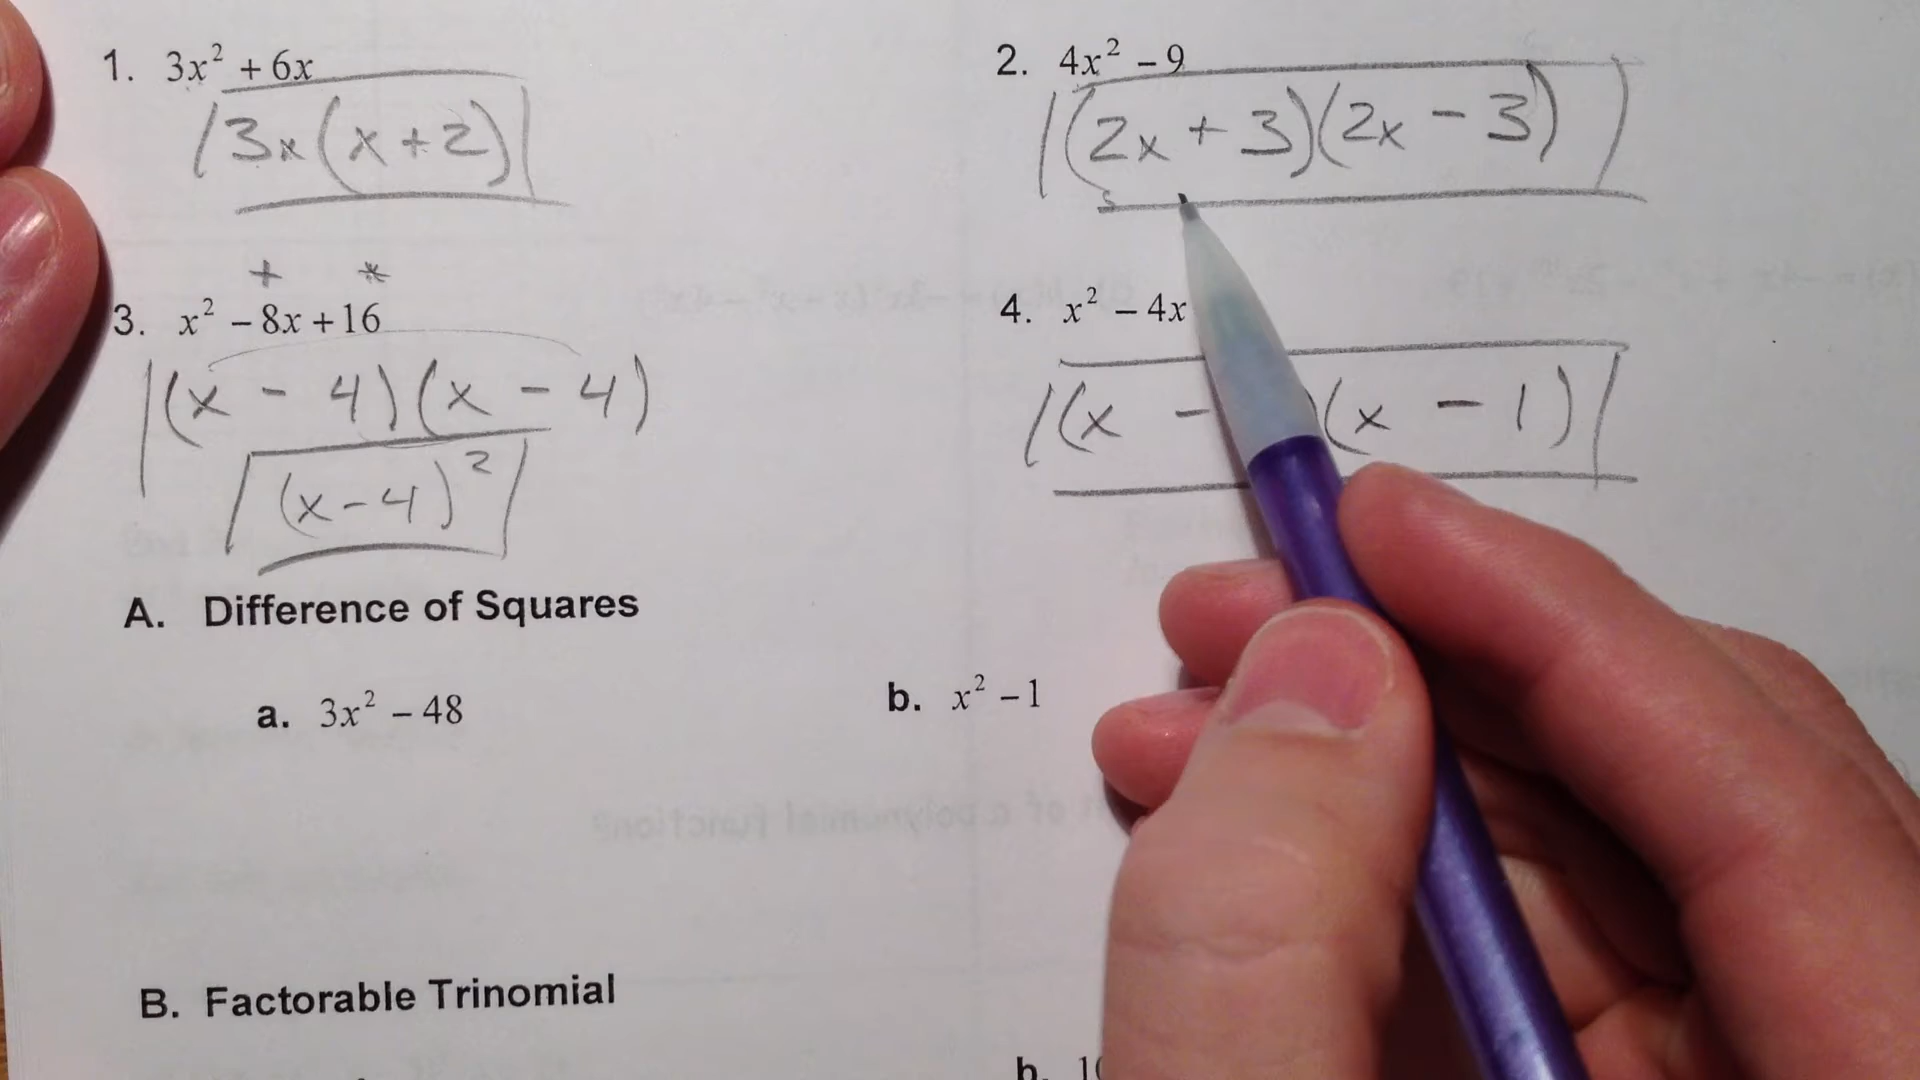 1. 3x² + 6x
3x(x+2)
2. 4x² − 9
(2x + 3)(2x − 3)
+ *
3. x² − 8x + 16
(x − 4)(x − 4)
(x−4)²
4. x² − 4x
(x − )(x − 1)
A. Difference of Squares
a. 3x² − 48
b. x² − 1
B. Factorable Trinomial
b. 10